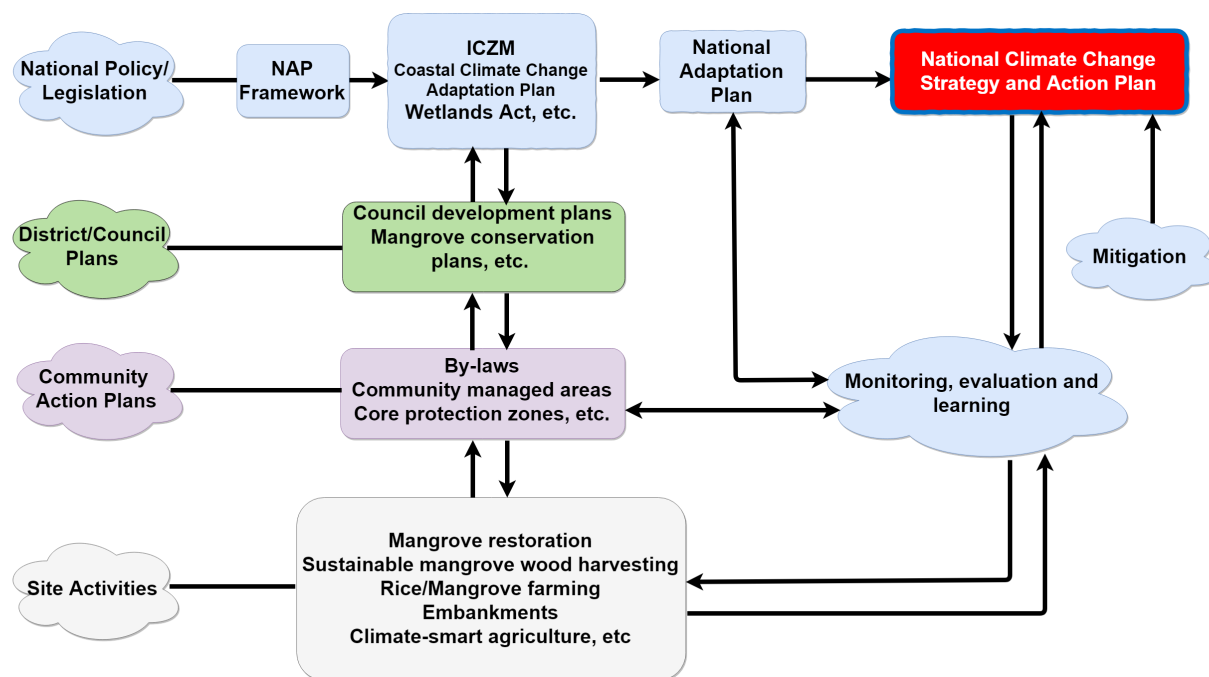 National Policy/
Legislation
NAP
Framework
ICZM
Coastal Climate Change
Adaptation Plan
Wetlands Act, etc.
National
Adaptation
Plan
National Climate Change
Strategy and Action Plan
District/Council
Plans
Council development plans
Mangrove conservation
plans, etc.
Mitigation
Community
Action Plans
By-laws
Community managed areas
Core protection zones, etc.
Monitoring, evaluation and
learning
Site Activities
Mangrove restoration
Sustainable mangrove wood harvesting
Rice/Mangrove farming
Embankments
Climate-smart agriculture, etc